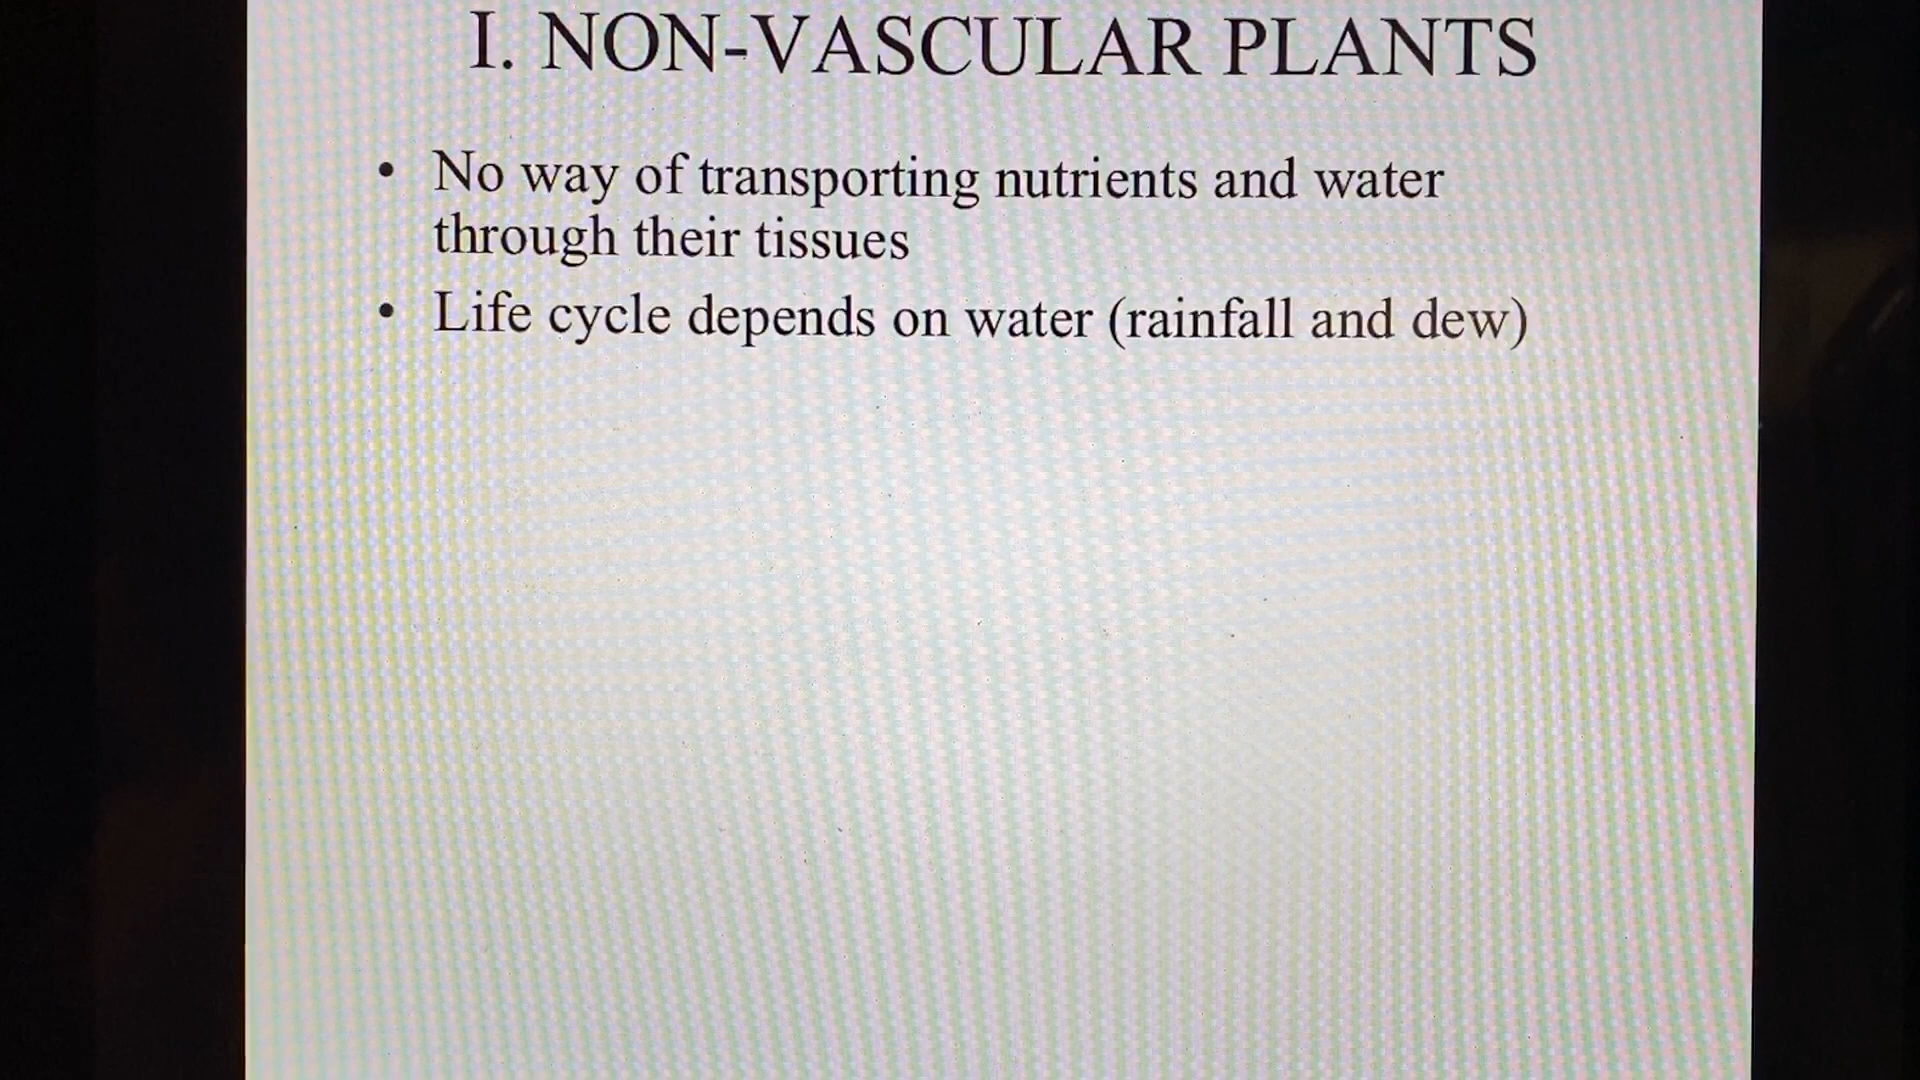 I. NON-VASCULAR PLANTS
• No way of transporting nutrients and water
through their tissues
• Life cycle depends on water (rainfall and dew)